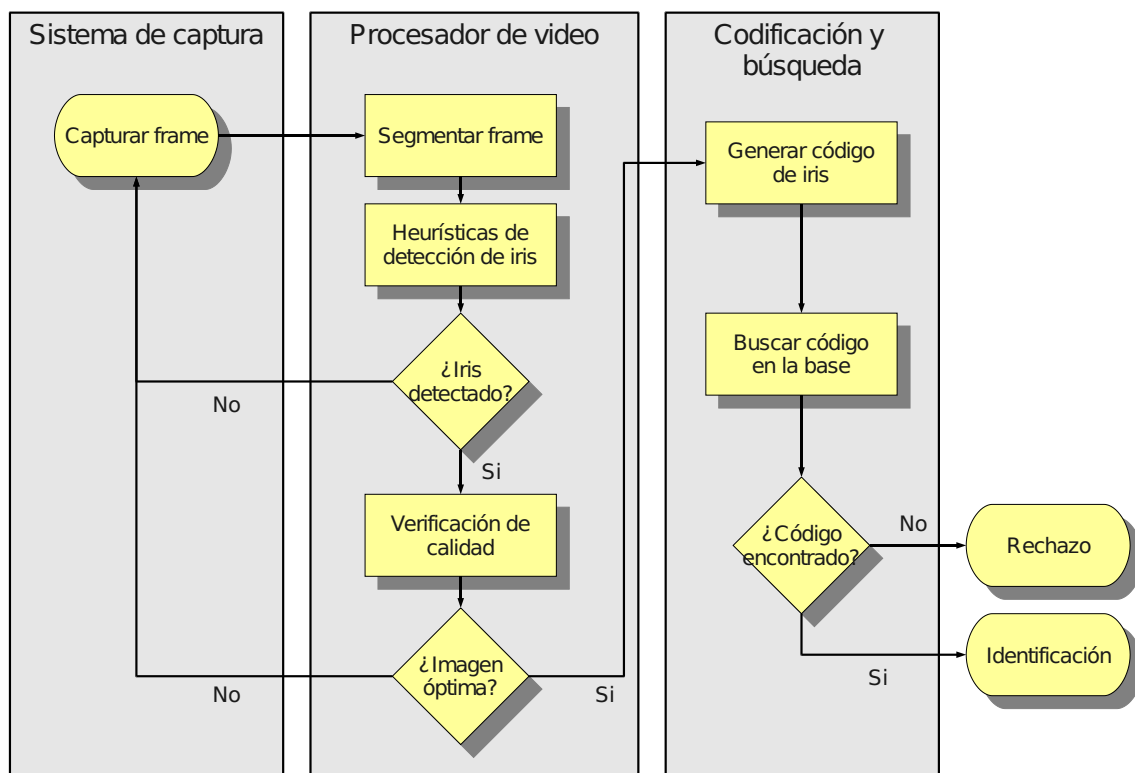 Sistema de captura
Capturar frame
No
No
Procesador de video
Segmentar frame
Heurísticas de
detección de iris
¿Iris
detectado?
Si
Verificación de
calidad
¿Imagen
óptima?
Si
Codificación y
búsqueda
Generar código
de iris
Buscar código
en la base
¿Código
encontrado?
No
Rechazo
Si
Identificación